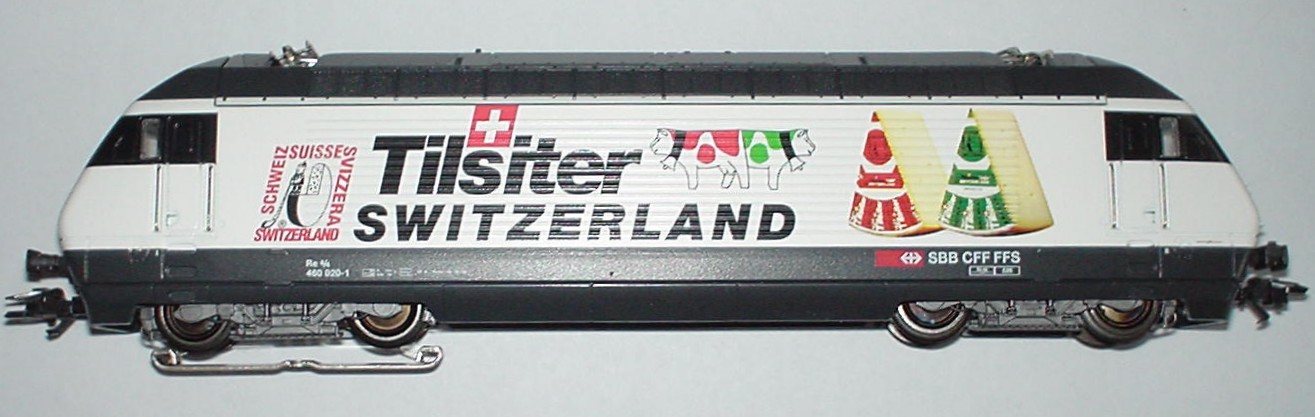 SCHWEIZ
SUISSE
SVIZZERA
SWITZERLAND
Tilsiter
SWITZERLAND
Re 4/4
460 020-1
SBB CFF FFS